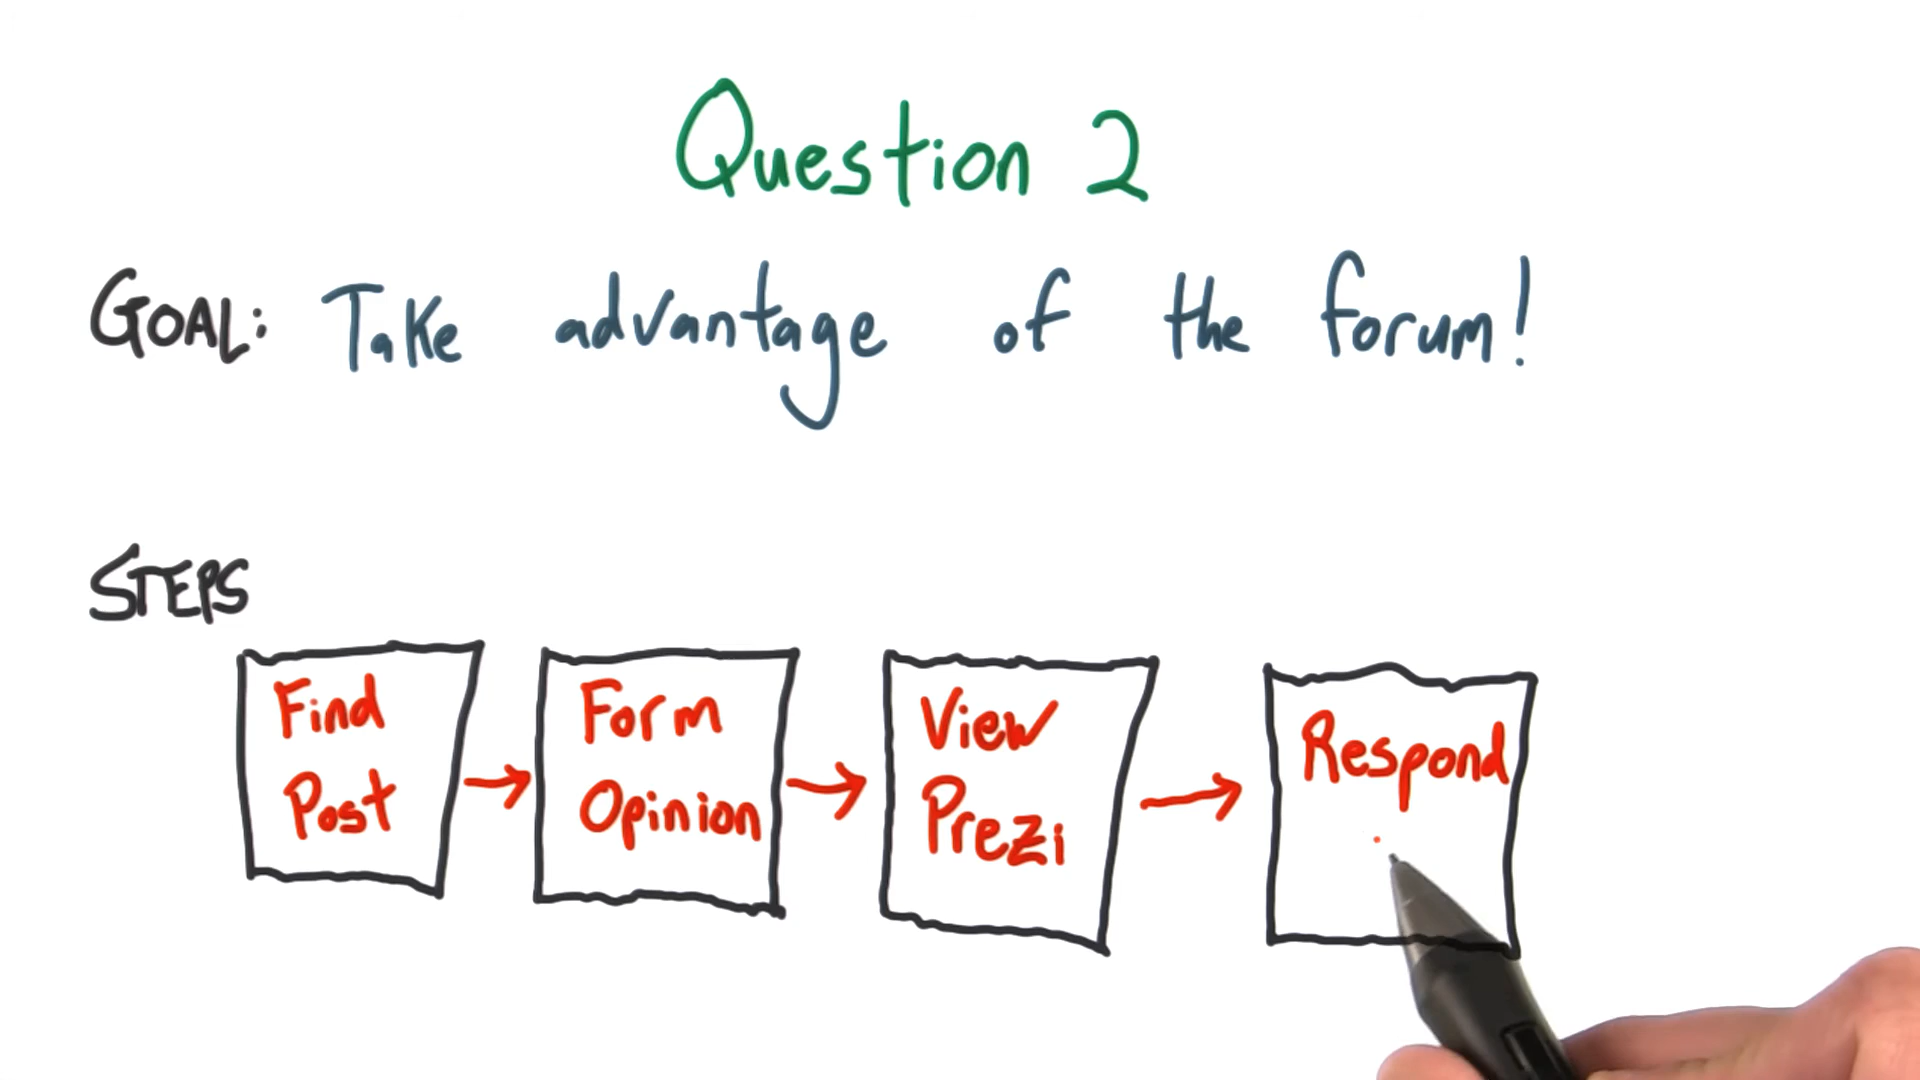 Question 2
GOAL: Take advantage of the forum!
STEPS
Find
Post
Form
Opinion
View
Prezi
Respond